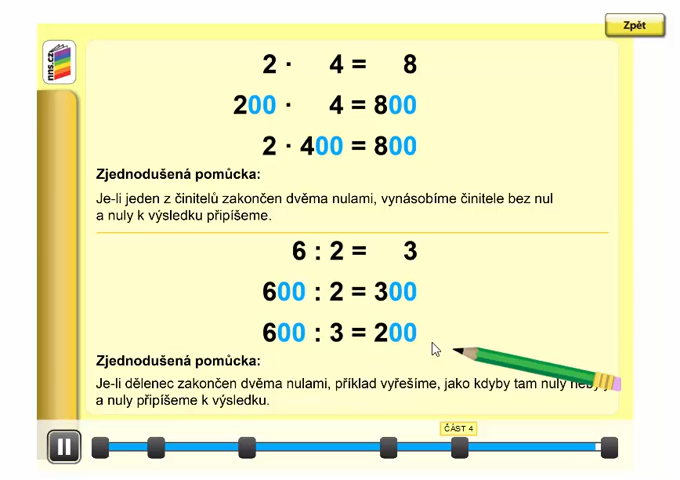 Zpět
nns.cz
2 · 4 = 8
200 · 4 = 800
2 · 400 = 800
Zjednodušená pomůcka:
Je-li jeden z činitelů zakončen dvěma nulami, vynásobíme činitele bez nul
a nuly k výsledku připíšeme.
6 : 2 = 3
600 : 2 = 300
600 : 3 = 200
Zjednodušená pomůcka:
Je-li dělenec zakončen dvěma nulami, příklad vyřešíme, jako kdyby tam nuly
a nuly připíšeme k výsledku.
ČÁST 4